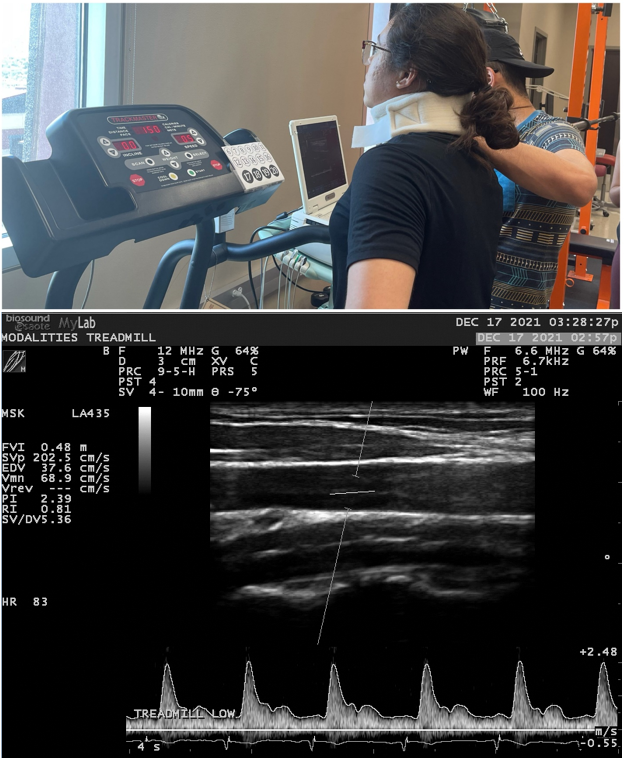 TRACKMASTER
biosound esaote MyLab DEC 17 2021 03:28:27p
MODALITIES TREADMILL DEC 17 2021 02:57p
B F 12 MHz G 64% PW F 6.6 MHz G 64%
D 3 cm XV C PRF 6.7kHz
PRC 9-5-H PRS 5 PRC 5-1
PST 4 PST 2
SV 4- 10mm θ -75° WF 100 Hz
MSK LA435
FVI 0.48 m
SVp 202.5 cm/s
EDV 37.6 cm/s
Vmn 68.9 cm/s
Vrev --- cm/s
PI 2.39
RI 0.81
SV/DV5.36
HR 83
+2.48
TREADMILL LOW
m/s
4 s -0.55